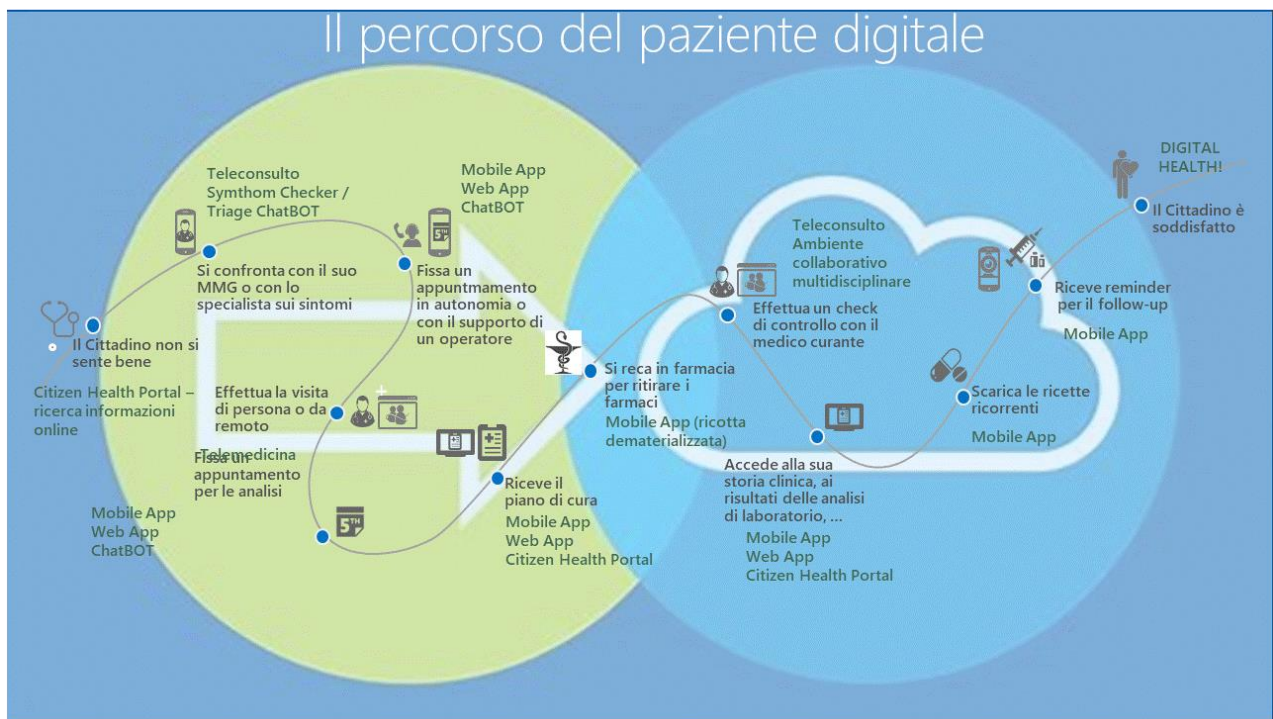 Il percorso del paziente digitale
Il Cittadino non si
sente bene
Citizen Health Portal –
ricerca informazioni
online
Teleconsulto
Symthom Checker /
Triage ChatBOT
Si confronta con il suo
MMG o con lo
specialista sui sintomi
Mobile App
Web App
ChatBOT
5TH
Fissa un
appuntmamento
in autonomia o
con il supporto di
un operatore
Effettua la visita
di persona o da
remoto
Telemedicina
Fissa un
appuntamento
per le analisi
Mobile App
Web App
ChatBOT
5TH
Riceve il
piano di cura
Mobile App
Web App
Citizen Health Portal
Si reca in farmacia
per ritirare i
farmaci
Mobile App (ricotta
dematerializzata)
Teleconsulto
Ambiente
collaborativo
multidisciplinare
Effettua un check
di controllo con il
medico curante
Accede alla sua
storia clinica, ai
risultati delle analisi
di laboratorio, ...
Mobile App
Web App
Citizen Health Portal
Scarica le ricette
ricorrenti
Mobile App
Riceve reminder
per il follow-up
Mobile App
DIGITAL
HEALTH!
Il Cittadino è
soddisfatto